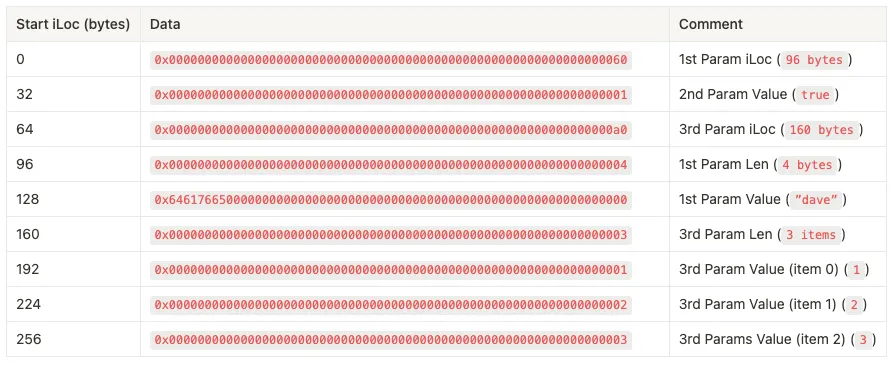 Start iLoc (bytes) Data Comment
0 0x0000000000000000000000000000000000000000000000000000000000000060 1st Param iLoc ( 96 bytes )
32 0x0000000000000000000000000000000000000000000000000000000000000001 2nd Param Value ( true )
64 0x00000000000000000000000000000000000000000000000000000000000000a0 3rd Param iLoc ( 160 bytes )
96 0x0000000000000000000000000000000000000000000000000000000000000004 1st Param Len ( 4 bytes )
128 0x6461766500000000000000000000000000000000000000000000000000000000 1st Param Value ( ”dave” )
160 0x0000000000000000000000000000000000000000000000000000000000000003 3rd Param Len ( 3 items )
192 0x0000000000000000000000000000000000000000000000000000000000000001 3rd Param Value (item 0) ( 1 )
224 0x0000000000000000000000000000000000000000000000000000000000000002 3rd Param Value (item 1) ( 2 )
256 0x0000000000000000000000000000000000000000000000000000000000000003 3rd Params Value (item 2) ( 3 )